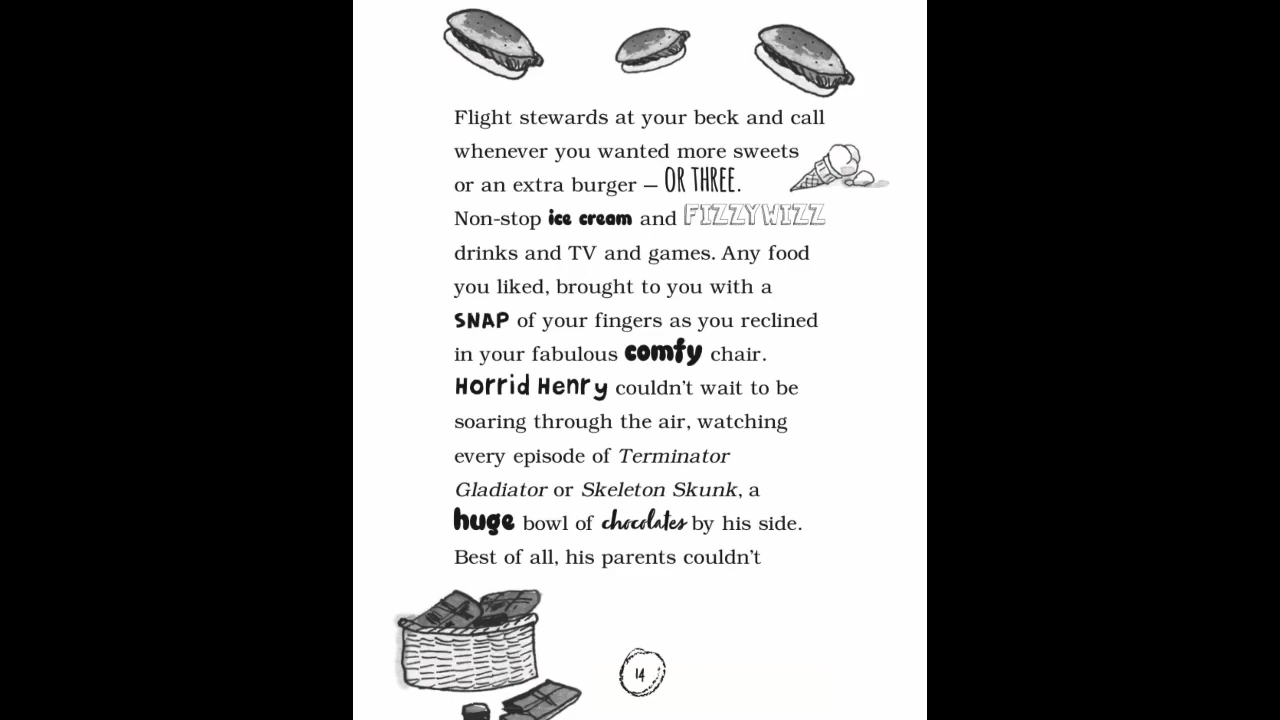 Flight stewards at your beck and call
whenever you wanted more sweets
or an extra burger – OR THREE.
Non-stop ice cream and FIZZYWIZZ
drinks and TV and games. Any food
you liked, brought to you with a
SNAP of your fingers as you reclined
in your fabulous comfy chair.
Horrid Henry couldn't wait to be
soaring through the air, watching
every episode of Terminator
Gladiator or Skeleton Skunk, a
huge bowl of chocolates by his side.
Best of all, his parents couldn't
14